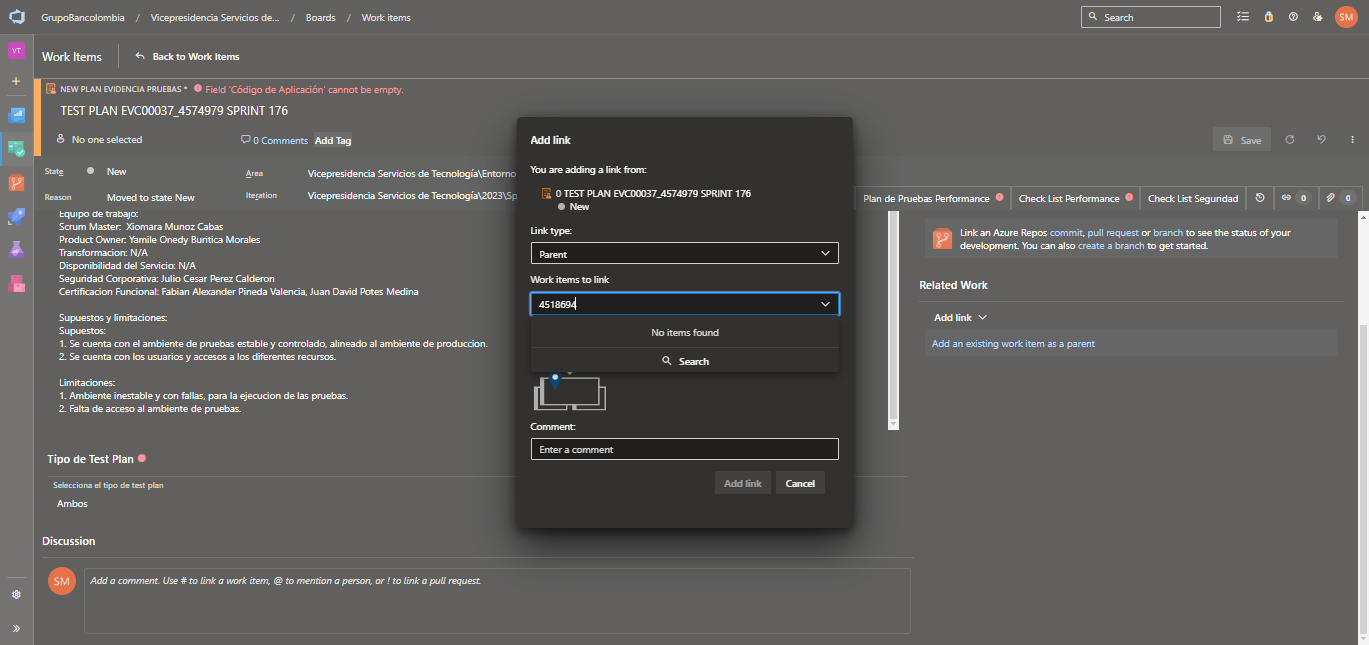 GrupoBancolombia / Vicepresidencia Servicios de... / Boards / Work items
Search
SM
VT
Work Items
Back to Work Items
NEW PLAN EVIDENCIA PRUEBAS * Field 'Código de Aplicación' cannot be empty.
TEST PLAN EVC00037_4574979 SPRINT 176
No one selected
0 Comments
Add Tag
Save
State
New
Area
Vicepresidencia Servicios de Tecnología\Entorno
Reason
Moved to state New
Iteration
Vicepresidencia Servicios de Tecnología\2023\Sp
Plan de Pruebas Performance
Check List Performance
Check List Seguridad
0
0
Equipo de trabajo:
Scrum Master: Xiomara Munoz Cabas
Product Owner: Yamile Onedy Buritica Morales
Transformacion: N/A
Disponibilidad del Servicio: N/A
Seguridad Corporativa: Julio Cesar Perez Calderon
Certificacion Funcional: Fabian Alexander Pineda Valencia, Juan David Potes Medina
Supuestos y limitaciones:
Supuestos:
1. Se cuenta con el ambiente de pruebas estable y controlado, alineado al ambiente de produccion.
2. Se cuenta con los usuarios y accesos a los diferentes recursos.
Limitaciones:
1. Ambiente inestable y con fallas, para la ejecucion de las pruebas.
2. Falta de acceso al ambiente de pruebas.
Tipo de Test Plan
Selecciona el tipo de test plan
Ambos
Discussion
SM
Add a comment. Use # to link a work item, @ to mention a person, or ! to link a pull request.
Add link
You are adding a link from:
0 TEST PLAN EVC00037_4574979 SPRINT 176
New
Link type:
Parent
Work items to link
4518694
No items found
Search
Comment:
Enter a comment
Add link
Cancel
Link an Azure Repos commit, pull request or branch to see the status of your
development. You can also create a branch to get started.
Related Work
Add link
Add an existing work item as a parent